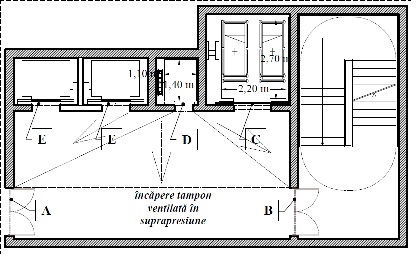 1,10 m
1,40 m
2,70 m
2,20 m
E
E
D
C
A
B
încăpere tampon
ventilată în
suprapresiune